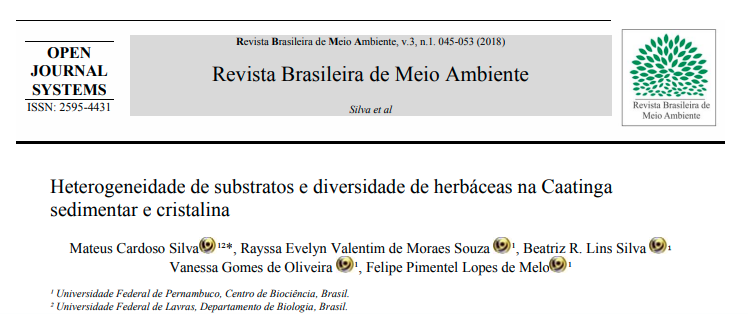 OPEN
JOURNAL
SYSTEMS
ISSN: 2595-4431
Revista Brasileira de Meio Ambiente, v.3, n.1. 045-053 (2018)
Revista Brasileira de Meio Ambiente
Silva et al
Revista Brasileira de
Meio Ambiente
Heterogeneidade de substratos e diversidade de herbáceas na Caatinga
sedimentar e cristalina
Mateus Cardoso Silva ¹²*, Rayssa Evelyn Valentim de Moraes Souza ¹, Beatriz R. Lins Silva ¹
Vanessa Gomes de Oliveira ¹, Felipe Pimentel Lopes de Melo ¹
¹ Universidade Federal de Pernambuco, Centro de Biociência, Brasil.
² Universidade Federal de Lavras, Departamento de Biologia, Brasil.